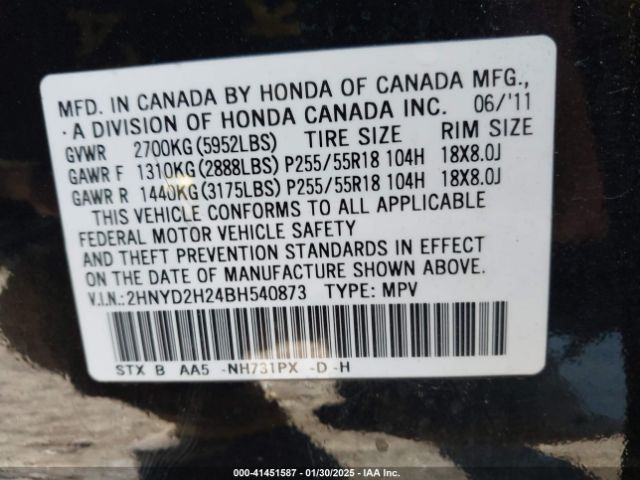 MFD. IN CANADA BY HONDA OF CANADA MFG.,
A DIVISION OF HONDA CANADA INC. 06/'11
GVWR 2700KG(5952LBS) TIRE SIZE RIM SIZE
GAWR F 1310KG(2888LBS) P255/55R18 104H 18X8.0J
GAWR R 1440KG(3175LBS) P255/55R18 104H 18X8.0J
THIS VEHICLE CONFORMS TO ALL APPLICABLE
FEDERAL MOTOR VEHICLE SAFETY
AND THEFT PREVENTION STANDARDS IN EFFECT
ON THE DATE OF MANUFACTURE SHOWN ABOVE.
V.I.N.:2HNYD2H24BH540873 TYPE: MPV
STX B AA5 -NH731PX -D -H
000-41451587 - 01/30/2025 - IAA Inc.